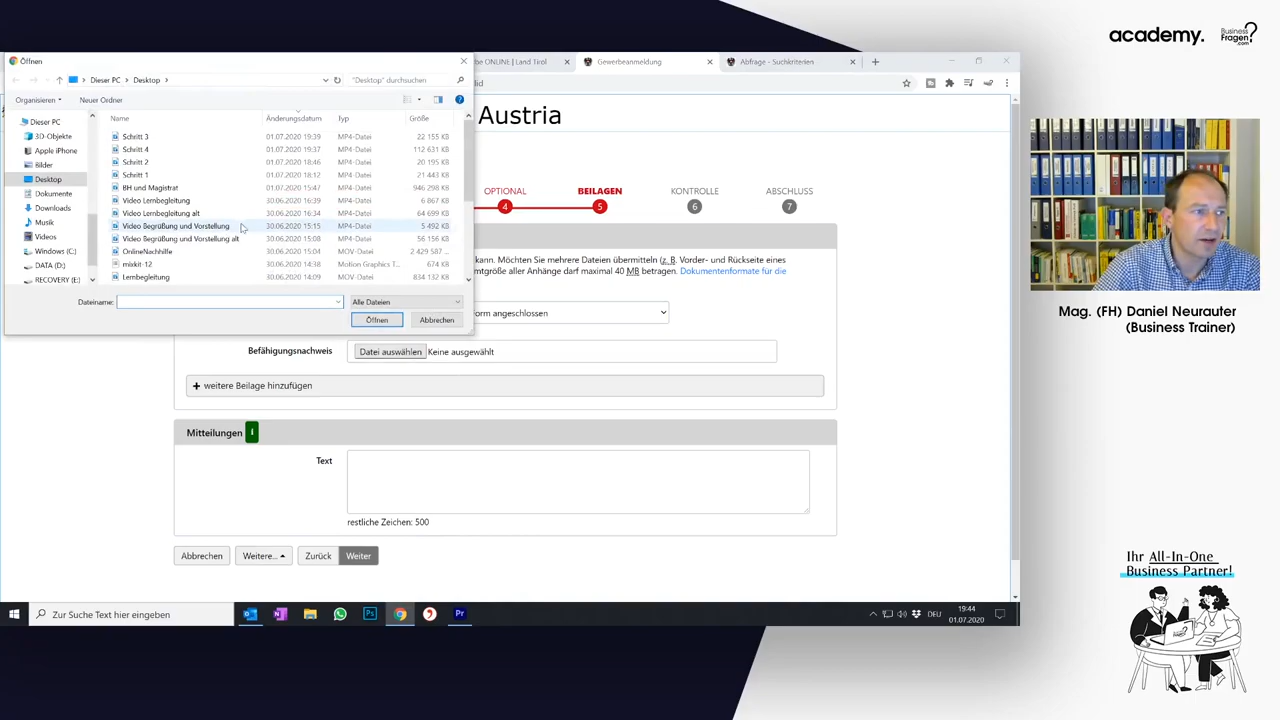 academy.
Business
Fragen
.com
Öffnen
Dieser PC
Desktop
"Desktop" durchsuchen
Organisieren
Neuer Ordner
Dieser PC
3D-Objekte
Apple iPhone
Bilder
Desktop
Dokumente
Downloads
Musik
Videos
Windows (C:)
DATA (D:)
RECOVERY (E:)
Name Änderungsdatum Typ Größe
Schritt 3 01.07.2020 19:39 MP4-Datei 22 155 KB
Schritt 4 01.07.2020 19:37 MP4-Datei 112 631 KB
Schritt 2 01.07.2020 18:46 MP4-Datei 20 195 KB
Schritt 1 01.07.2020 18:12 MP4-Datei 21 443 KB
BH und Magistrat 01.07.2020 15:47 MP4-Datei 946 298 KB
Video Lernbegleitung 30.06.2020 16:39 MP4-Datei 6 867 KB
Video Lernbegleitung alt 30.06.2020 16:34 MP4-Datei 64 699 KB
Video Begrüßung und Vorstellung 30.06.2020 15:15 MP4-Datei 5 492 KB
Video Begrüßung und Vorstellung alt 30.06.2020 15:08 MP4-Datei 56 156 KB
OnlineNachhilfe 30.06.2020 15:04 MOV-Datei 2 429 587 ...
mixkit-12 30.06.2020 14:38 Motion Graphics T... 674 KB
Lernbegleitung 30.06.2020 14:09 MOV-Datei 834 132 KB
Dateiname:
Alle Dateien
Öffnen
Abbrechen
be ONLINE | Land Tirol
Gewerbeanmeldung
Abfrage - Suchkriterien
Austria
OPTIONAL BEILAGEN KONTROLLE ABSCHLUSS
4 5 6 7
kann. Möchten Sie mehrere Dateien übermitteln (z. B. Vorder- und Rückseite eines
mtgröße aller Anhänge darf maximal 40 MB betragen. Dokumentenformate für die
orm angeschlossen
Befähigungsnachweis
Datei auswählen Keine ausgewählt
+ weitere Beilage hinzufügen
Mitteilungen i
Text
restliche Zeichen: 500
Abbrechen Weitere... Zurück Weiter
Zur Suche Text hier eingeben
DEU
19:44
01.07.2020
Mag. (FH) Daniel Neurauter
(Business Trainer)
Ihr All-In-One
Business Partner!